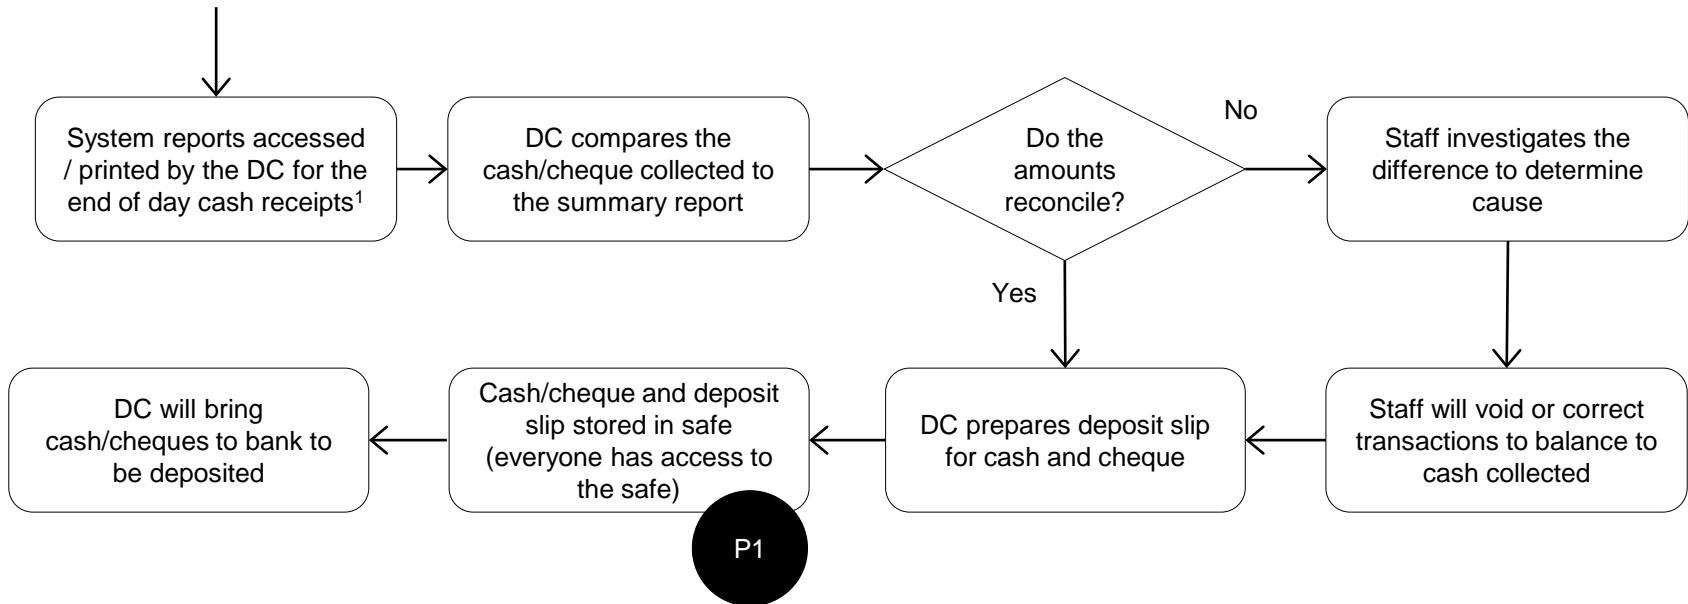 System reports accessed
/ printed by the DC for the
end of day cash receipts¹
DC compares the
cash/cheque collected to
the summary report
Do the
amounts
reconcile?
No
Staff investigates the
difference to determine
cause
Yes
Staff will void or correct
transactions to balance to
cash collected
DC prepares deposit slip
for cash and cheque
Cash/cheque and deposit
slip stored in safe
(everyone has access to
the safe)
P1
DC will bring
cash/cheques to bank to
be deposited